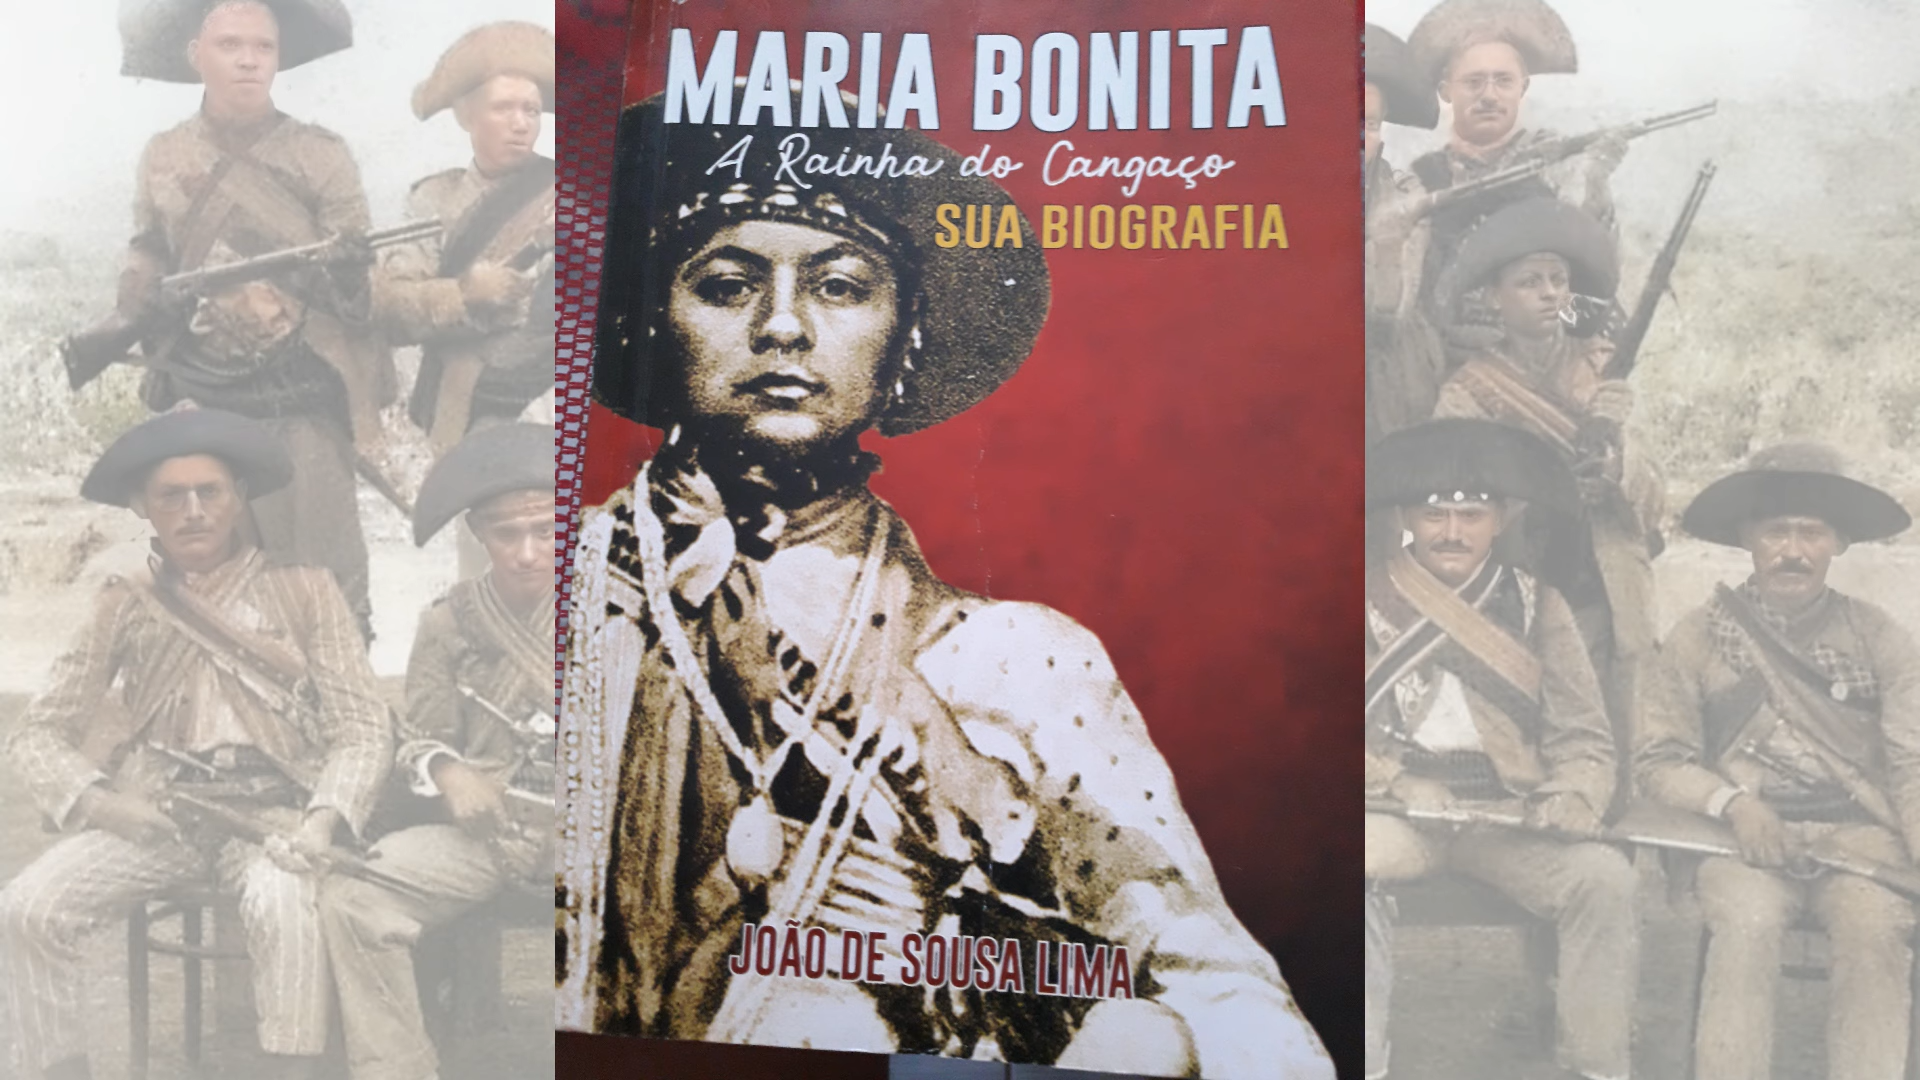 MARIA BONITA
A Rainha do Cangaço
SUA BIOGRAFIA
JOÃO DE SOUSA LIMA